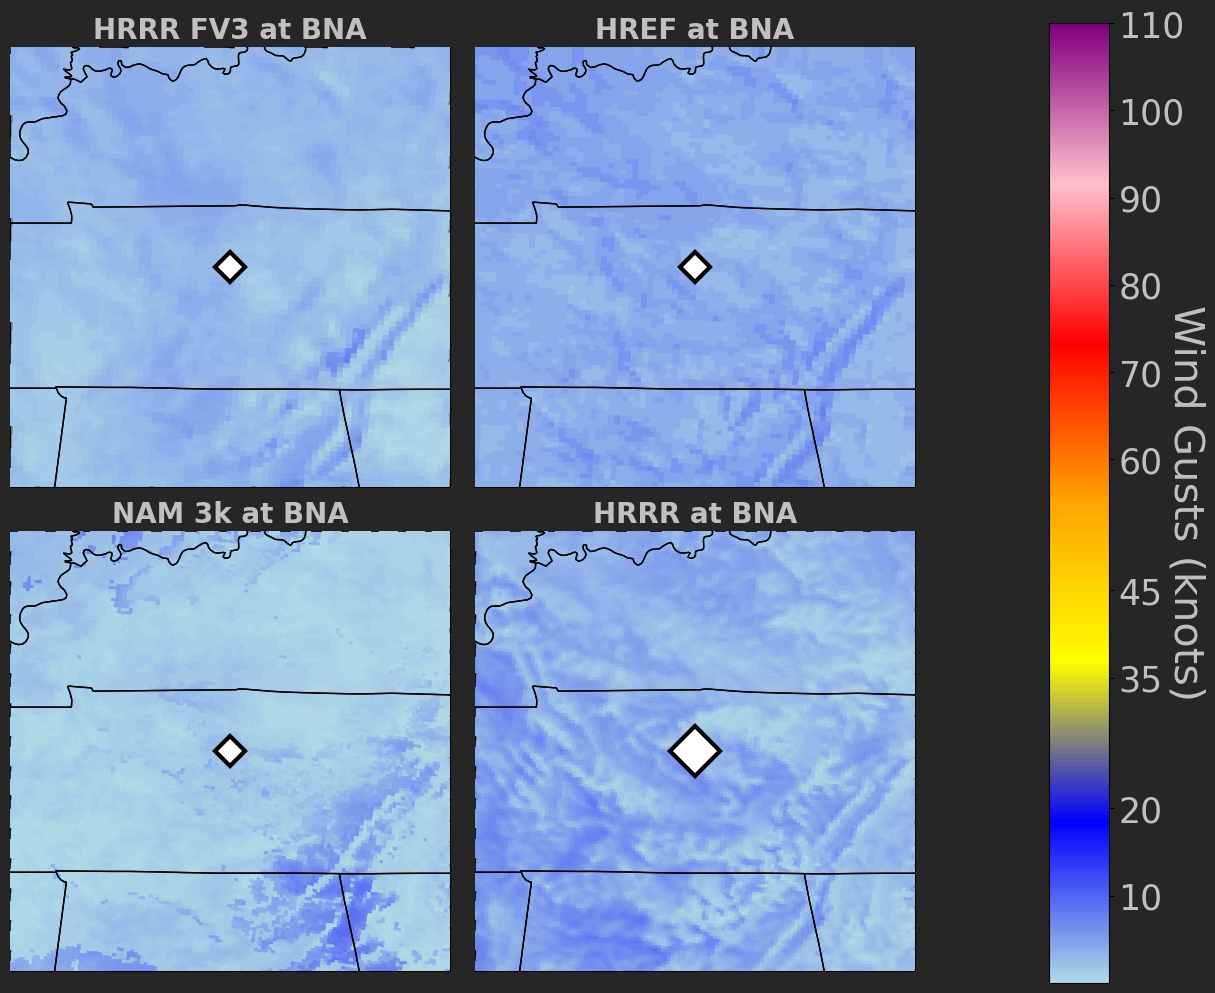 HRRR FV3 at BNA
HREF at BNA
NAM 3k at BNA
HRRR at BNA
110
100
90
80
70
60
45
35
20
10
Wind Gusts (knots)